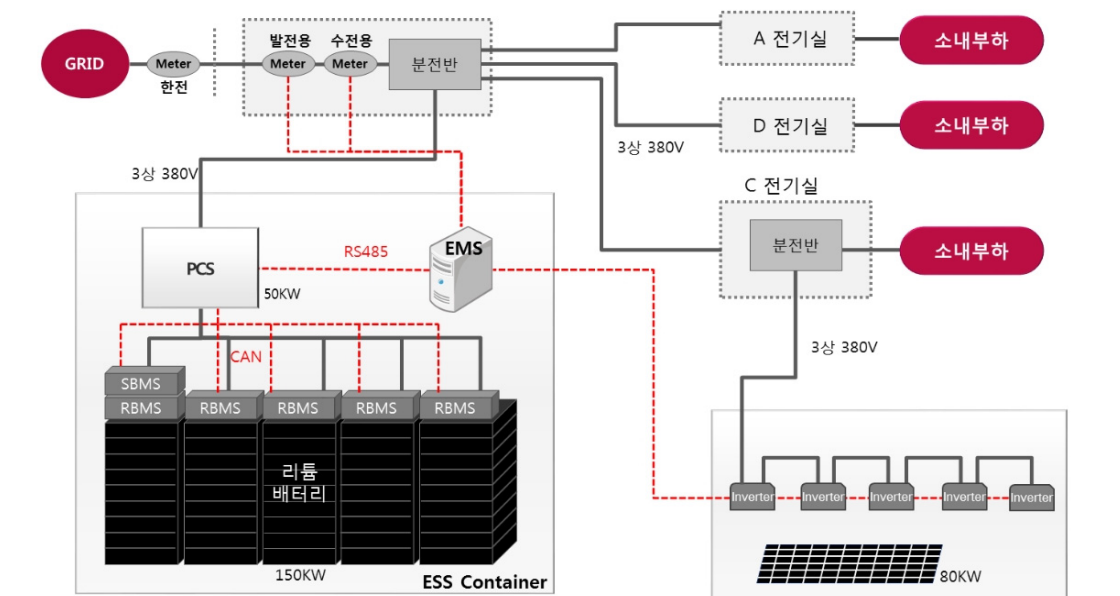 GRID
Meter
한전
발전용
수전용
Meter
Meter
분전반
A 전기실
소내부하
D 전기실
소내부하
3상 380V
3상 380V
C 전기실
분전반
소내부하
PCS
50KW
RS485
EMS
3상 380V
CAN
SBMS
RBMS
RBMS
RBMS
RBMS
RBMS
리튬
배터리
150KW
ESS Container
Inverter
Inverter
Inverter
Inverter
Inverter
80KW